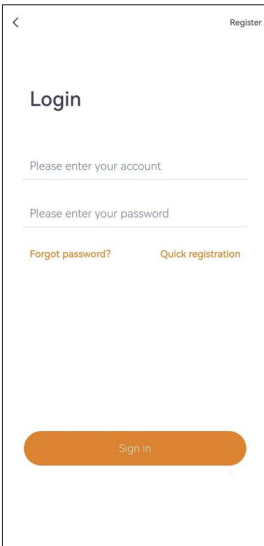 Register
Login
Please enter your account
Please enter your password
Forgot password? Quick registration
Sign in